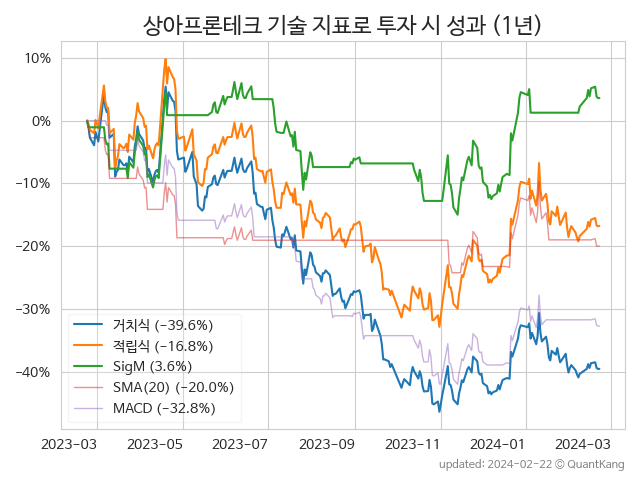 상아프론테크 기술 지표로 투자 시 성과 (1년)
10%
0%
−10%
−20%
−30%
−40%
거치식 (−39.6%)
적립식 (−16.8%)
SigM (3.6%)
SMA(20) (−20.0%)
MACD (−32.8%)
2023-03 2023-05 2023-07 2023-09 2023-11 2024-01 2024-03
updated: 2024-02-22 © QuantKang